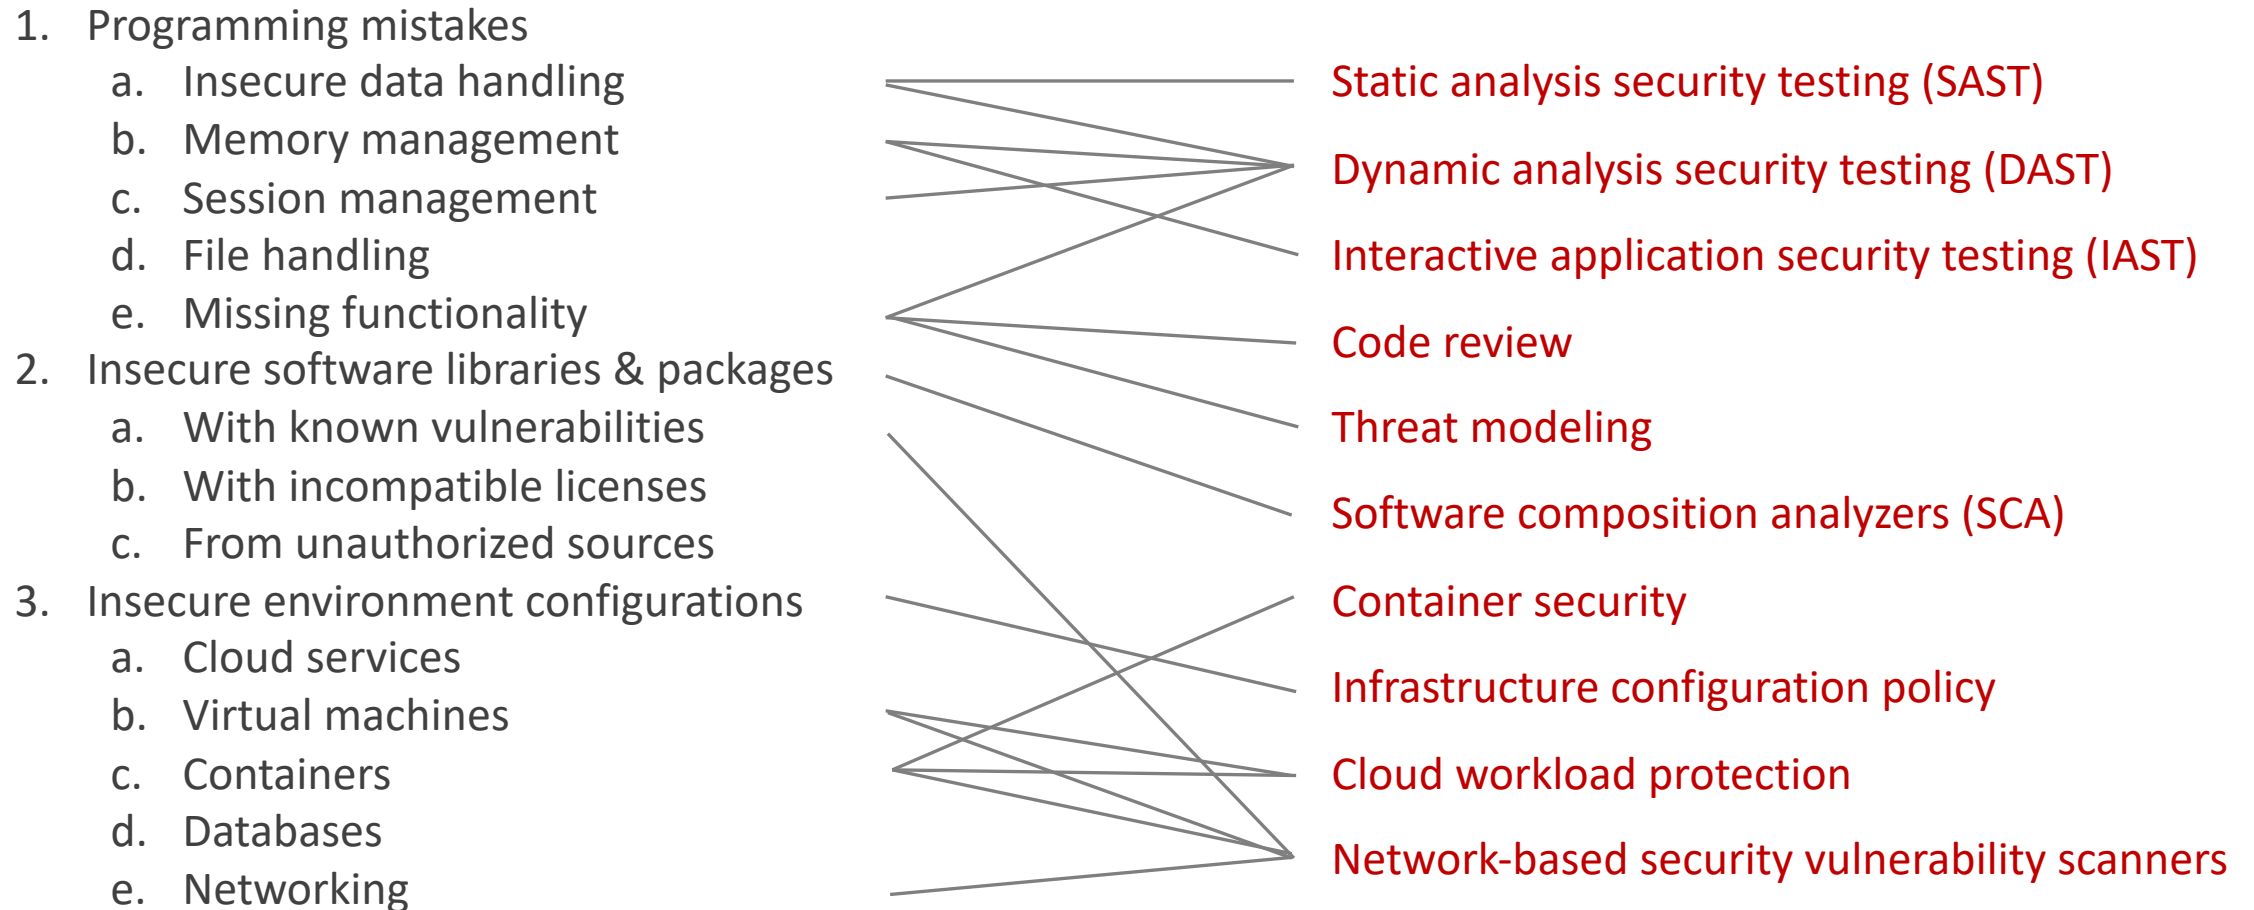 1. Programming mistakes
a. Insecure data handling
b. Memory management
c. Session management
d. File handling
e. Missing functionality
2. Insecure software libraries & packages
a. With known vulnerabilities
b. With incompatible licenses
c. From unauthorized sources
3. Insecure environment configurations
a. Cloud services
b. Virtual machines
c. Containers
d. Databases
e. Networking
Static analysis security testing (SAST)
Dynamic analysis security testing (DAST)
Interactive application security testing (IAST)
Code review
Threat modeling
Software composition analyzers (SCA)
Container security
Infrastructure configuration policy
Cloud workload protection
Network-based security vulnerability scanners